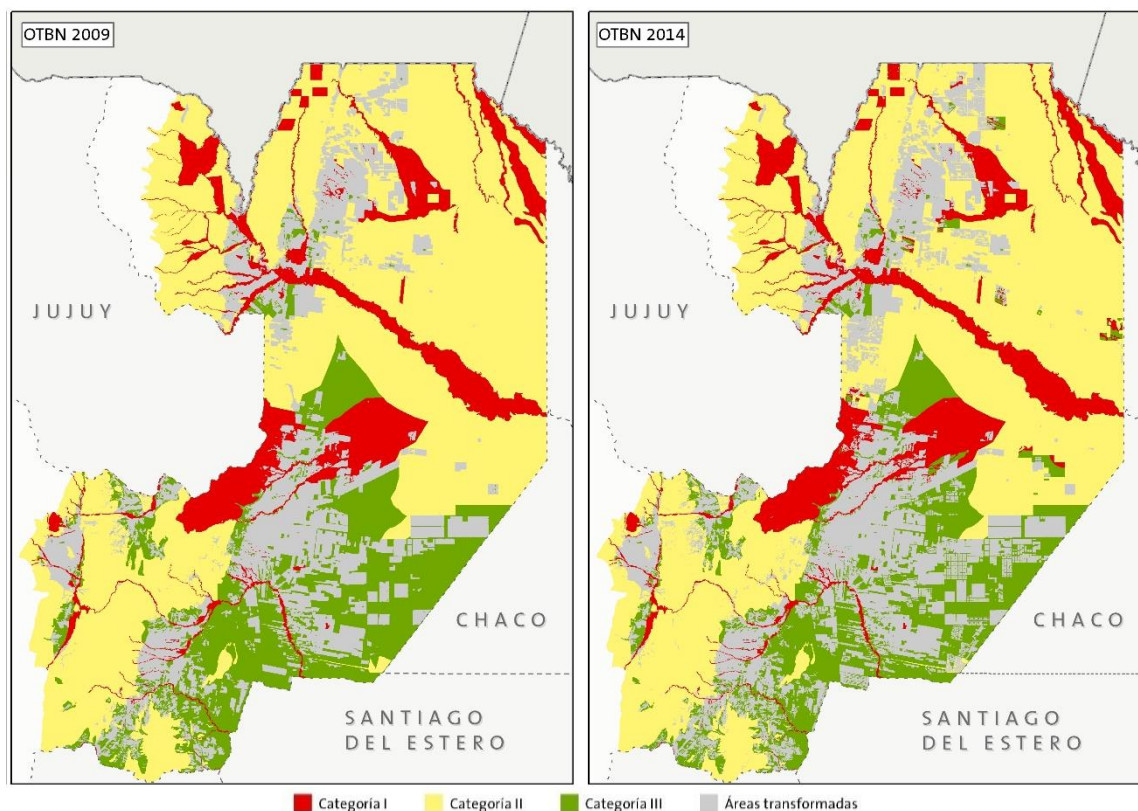 OTBN 2009
JUJUY
CHACO
SANTIAGO
DEL ESTERO
OTBN 2014
JUJUY
CHACO
SANTIAGO
DEL ESTERO
Categoría I
Categoría II
Categoría III
Áreas transformadas